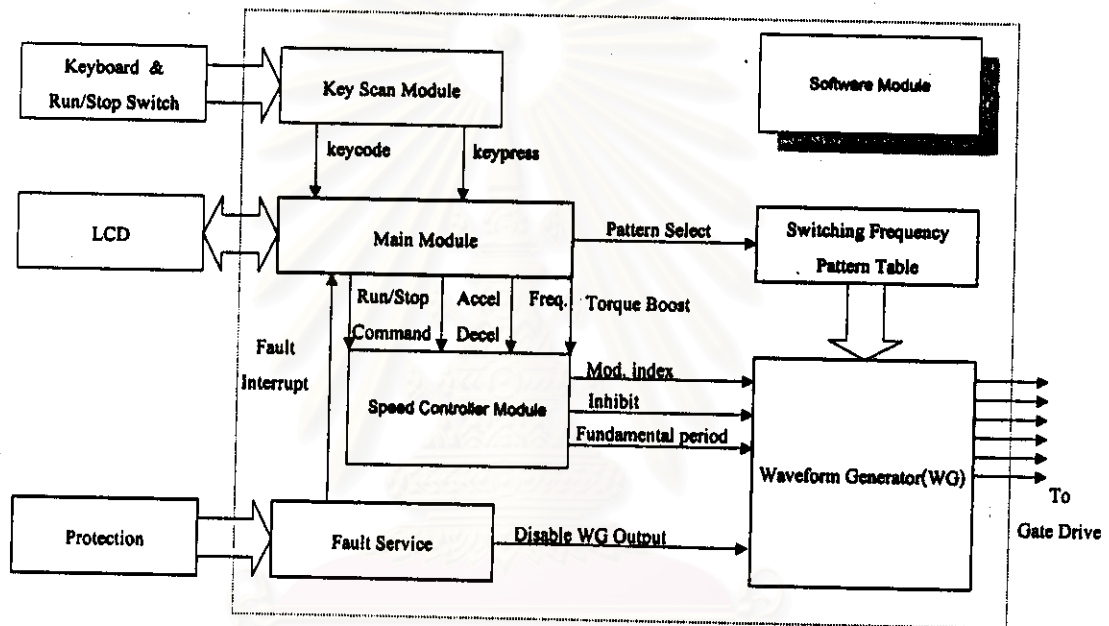 Keyboard &
Run/Stop Switch
Key Scan Module
Software Module
keycode
keypress
LCD
Main Module
Pattern Select
Switching Frequency
Pattern Table
Run/Stop
Command
Accel
Decel
Freq.
Torque Boost
Fault
Interrupt
Speed Controller Module
Mod. index
Inhibit
Fundamental period
Waveform Generator(WG)
To
Gate Drive
Protection
Fault Service
Disable WG Output